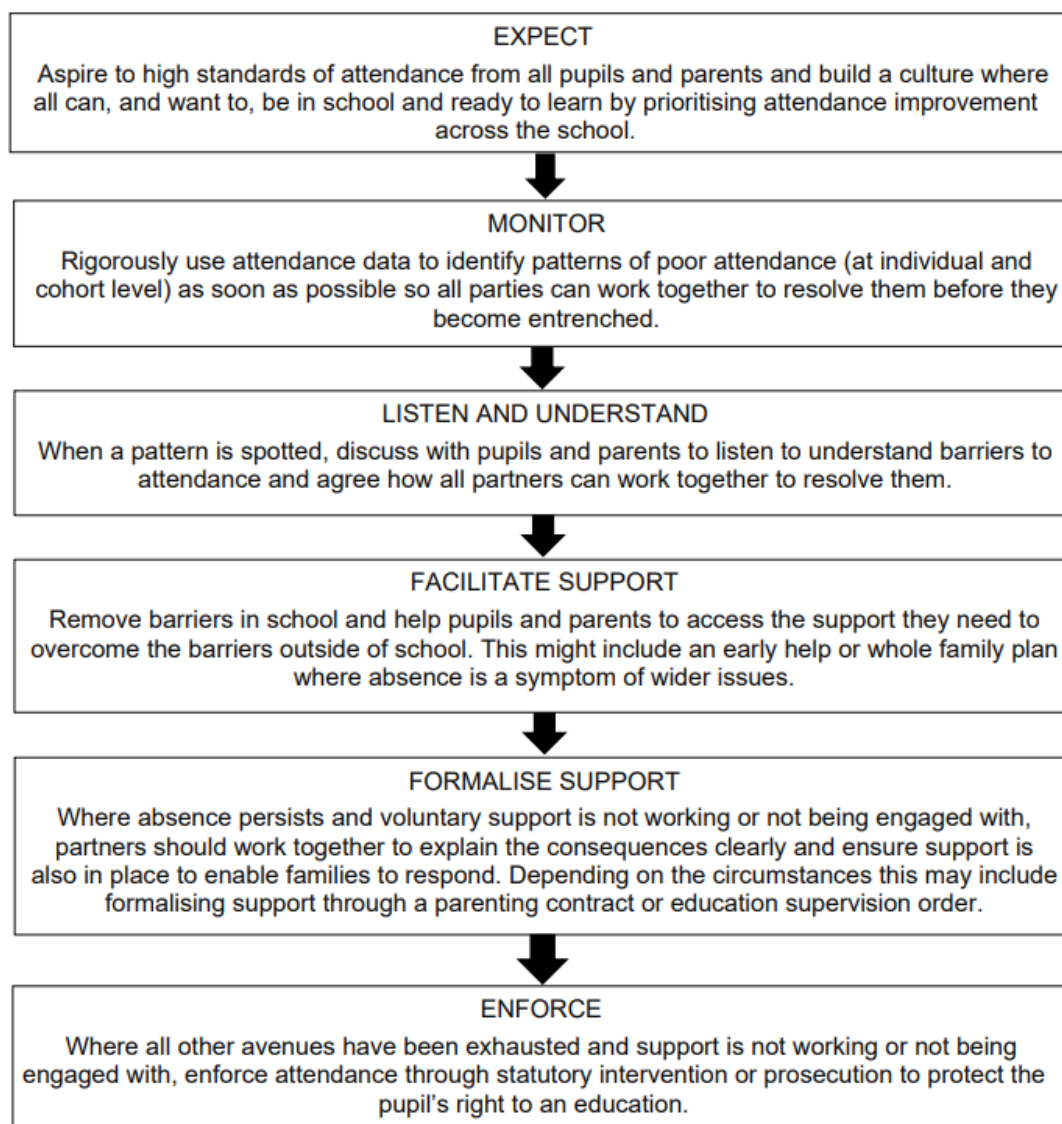 EXPECT
Aspire to high standards of attendance from all pupils and parents and build a culture where
all can, and want to, be in school and ready to learn by prioritising attendance improvement
across the school.
MONITOR
Rigorously use attendance data to identify patterns of poor attendance (at individual and
cohort level) as soon as possible so all parties can work together to resolve them before they
become entrenched.
LISTEN AND UNDERSTAND
When a pattern is spotted, discuss with pupils and parents to listen to understand barriers to
attendance and agree how all partners can work together to resolve them.
FACILITATE SUPPORT
Remove barriers in school and help pupils and parents to access the support they need to
overcome the barriers outside of school. This might include an early help or whole family plan
where absence is a symptom of wider issues.
FORMALISE SUPPORT
Where absence persists and voluntary support is not working or not being engaged with,
partners should work together to explain the consequences clearly and ensure support is
also in place to enable families to respond. Depending on the circumstances this may include
formalising support through a parenting contract or education supervision order.
ENFORCE
Where all other avenues have been exhausted and support is not working or not being
engaged with, enforce attendance through statutory intervention or prosecution to protect the
pupil's right to an education.